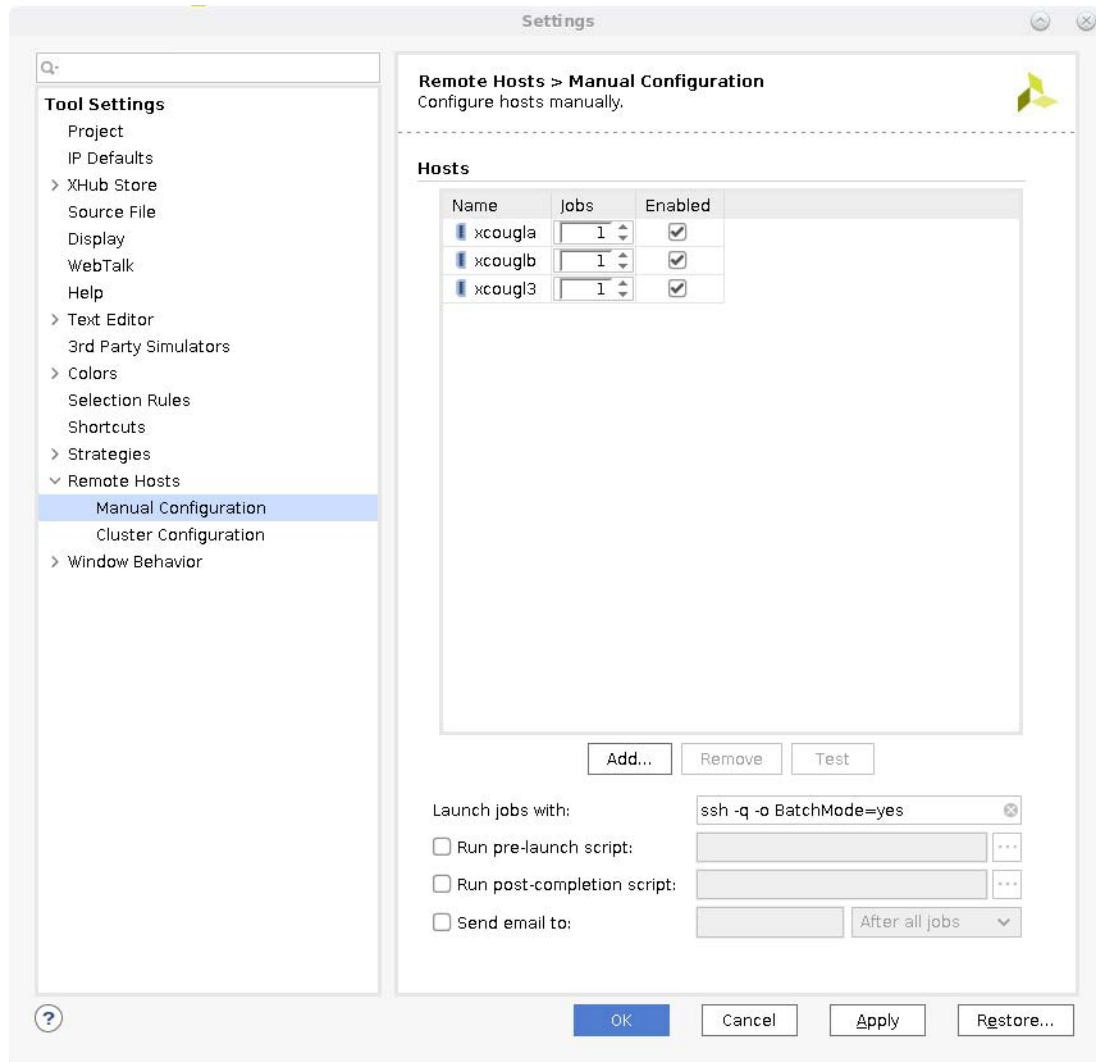 Settings
Tool Settings
Project
IP Defaults
XHub Store
Source File
Display
WebTalk
Help
Text Editor
3rd Party Simulators
Colors
Selection Rules
Shortcuts
Strategies
Remote Hosts
Manual Configuration
Cluster Configuration
Window Behavior
Remote Hosts > Manual Configuration
Configure hosts manually.
Hosts
Name Jobs Enabled
xcougla 1
xcouglb 1
xcougl3 1
Add... Remove Test
Launch jobs with: ssh -q -o BatchMode=yes
Run pre-launch script: ...
Run post-completion script: ...
Send email to: After all jobs
? OK Cancel Apply Restore...